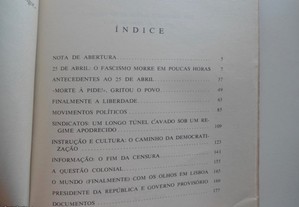 ÍNDICE
NOTA DE ABERTURA
25 DE ABRIL: O FASCISMO MORRE EM POUCAS HORAS
ANTECEDENTES AO 25 DE ABRIL
«MORTE À PIDE!», GRITOU O POVO
FINALMENTE A LIBERDADE
MOVIMENTOS POLÍTICOS
SINDICATOS: UM LONGO TÚNEL CAVADO SOB UM RE-
GIME APODRECIDO
INSTRUÇÃO E CULTURA: O CAMINHO DA DEMOCRATI-
ZAÇÃO
INFORMAÇÃO: O FIM DA CENSURA
A QUESTÃO COLONIAL
O MUNDO (FINALMENTE) COM OS OLHOS EM LISBOA
PRESIDENTE DA REPÚBLICA E GOVERNO PROVISÓRIO
DOCUMENTOS